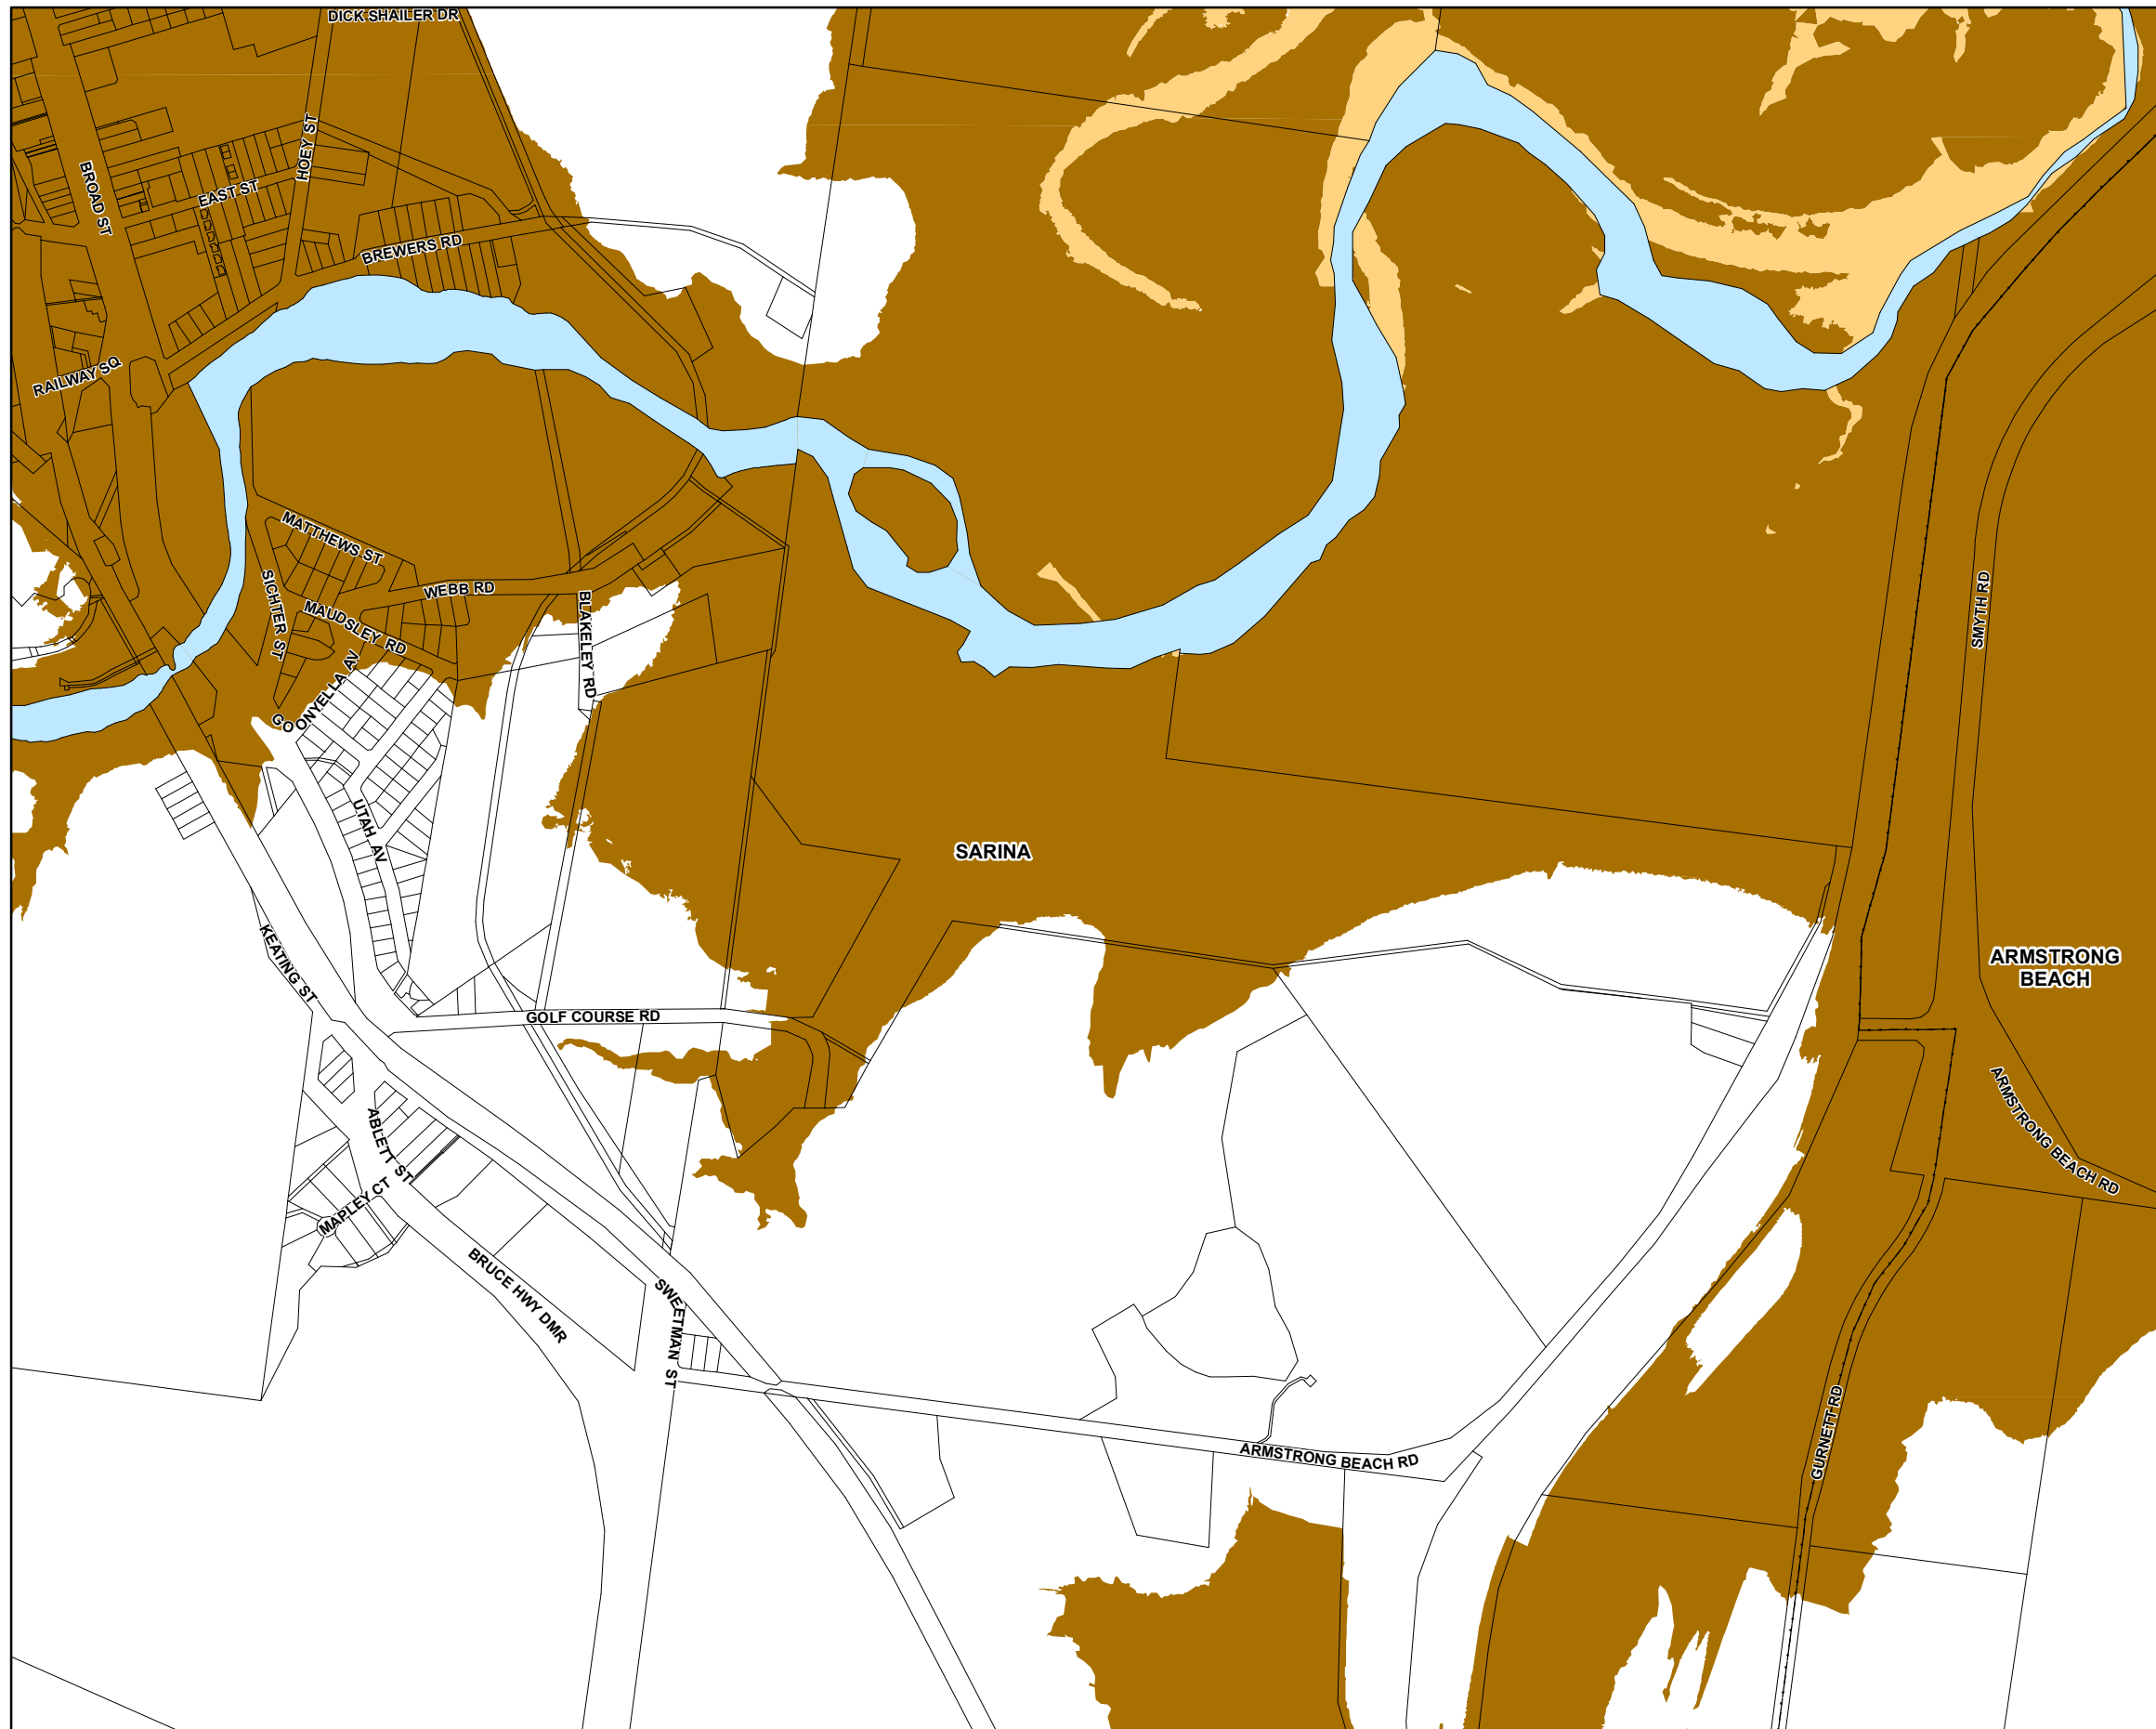 DICK SHAILER DR
HOEY ST
BROAD ST
EAST ST
BREWERS RD
RAILWAY SQ
MATTHEWS ST
SICHTER ST
WEBB RD
MAUDSLEY RD
BLAKELEY RD
SMYTH RD
GOONYELLA AV
UTAH AV
SARINA
KEATING ST
ARMSTRONG
BEACH
GOLF COURSE RD
ABLETT ST
ARMSTRONG BEACH RD
MAPLEY CT
BRUCE HWY DMR
SWEETMAN ST
GURNETT RD
ARMSTRONG BEACH RD